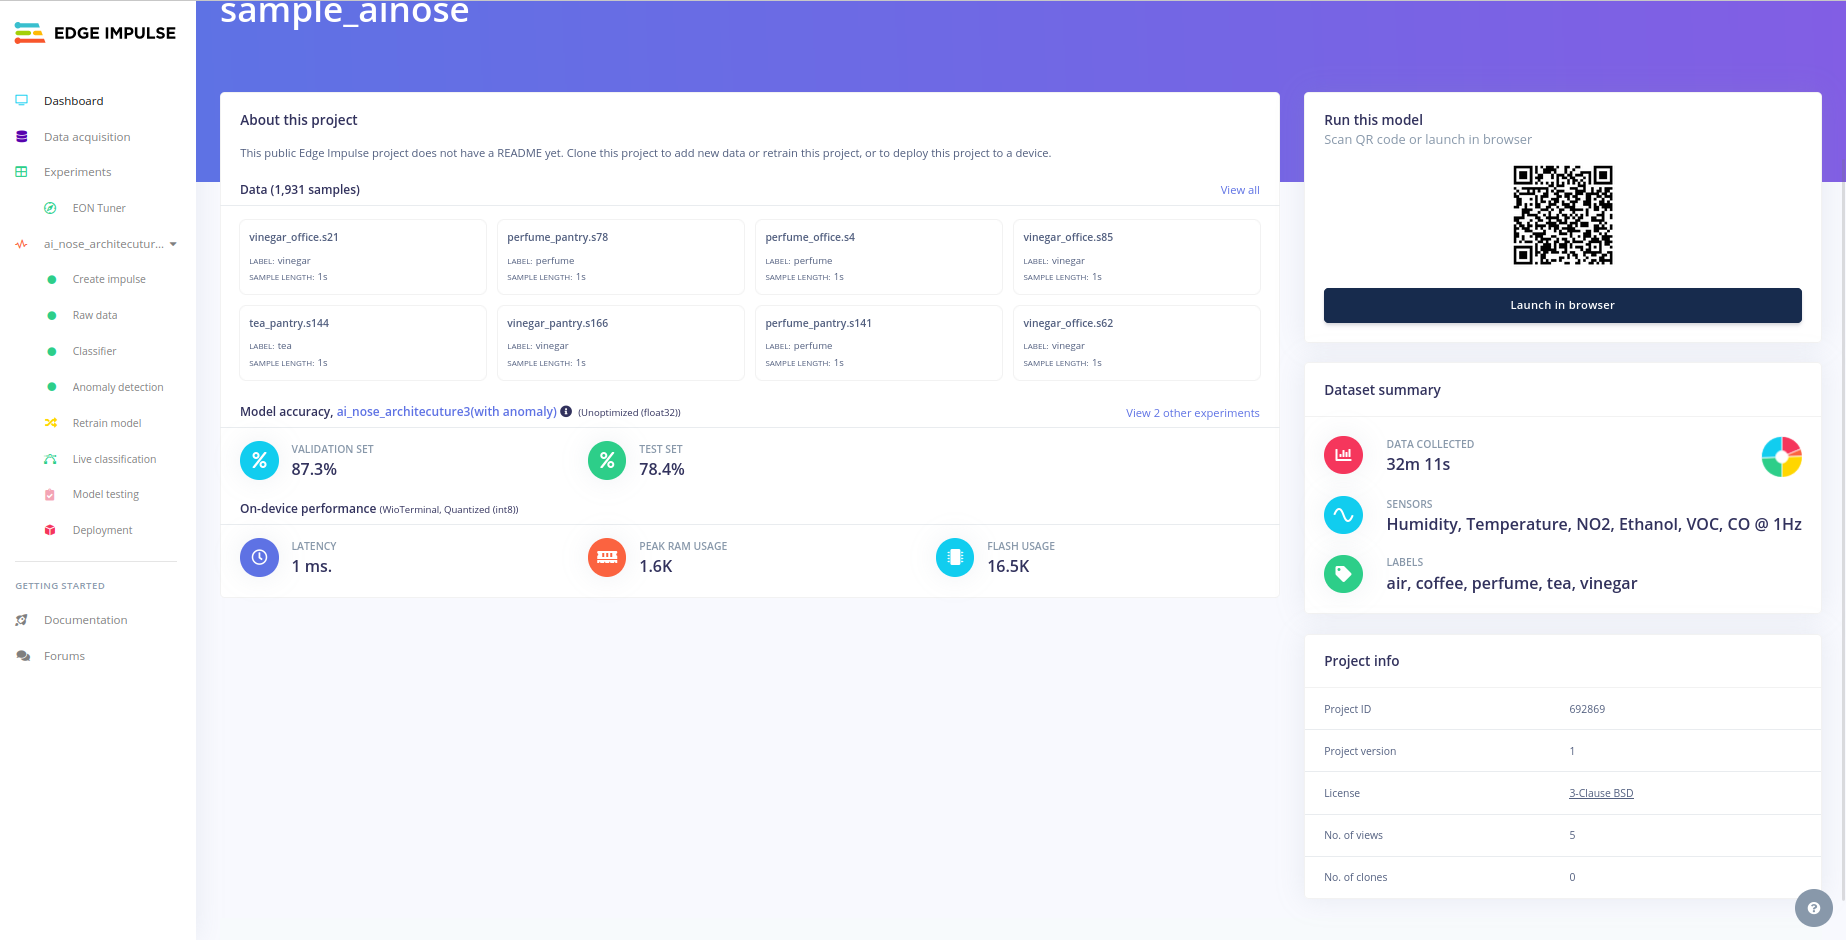 EDGE IMPULSE
Dashboard
Data acquisition
Experiments
EON Tuner
ai_nose_architecutur...
Create impulse
Raw data
Classifier
Anomaly detection
Retrain model
Live classification
Model testing
Deployment
GETTING STARTED
Documentation
Forums
sample_ainose
About this project
This public Edge Impulse project does not have a README yet. Clone this project to add new data or retrain this project, or to deploy this project to a device.
Data (1,931 samples)
View all
vinegar_office.s21
LABEL: vinegar
SAMPLE LENGTH: 1s
perfume_pantry.s78
LABEL: perfume
SAMPLE LENGTH: 1s
perfume_office.s4
LABEL: perfume
SAMPLE LENGTH: 1s
vinegar_office.s85
LABEL: vinegar
SAMPLE LENGTH: 1s
tea_pantry.s144
LABEL: tea
SAMPLE LENGTH: 1s
vinegar_pantry.s166
LABEL: vinegar
SAMPLE LENGTH: 1s
perfume_pantry.s141
LABEL: perfume
SAMPLE LENGTH: 1s
vinegar_office.s62
LABEL: vinegar
SAMPLE LENGTH: 1s
Model accuracy, ai_nose_architecuture3(with anomaly) (Unoptimized (float32))
View 2 other experiments
VALIDATION SET
87.3%
TEST SET
78.4%
On-device performance (WioTerminal, Quantized (int8))
LATENCY
1 ms.
PEAK RAM USAGE
1.6K
FLASH USAGE
16.5K
Run this model
Scan QR code or launch in browser
Launch in browser
Dataset summary
DATA COLLECTED
32m 11s
SENSORS
Humidity, Temperature, NO2, Ethanol, VOC, CO @ 1Hz
LABELS
air, coffee, perfume, tea, vinegar
Project info
Project ID 692869
Project version 1
License 3-Clause BSD
No. of views 5
No. of clones 0